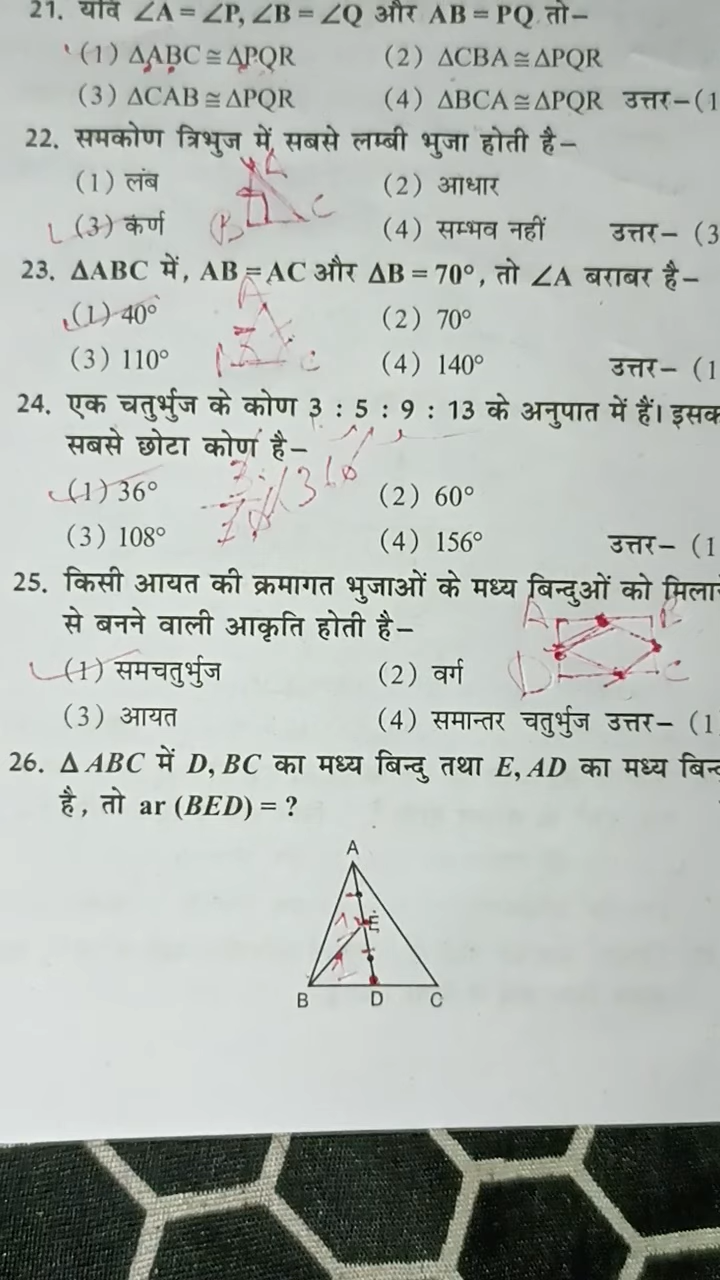 21. यदि ∠A = ∠P, ∠B = ∠Q और AB = PQ तो–
(1) ΔABC ≅ ΔPQR (2) ΔCBA ≅ ΔPQR
(3) ΔCAB ≅ ΔPQR (4) ΔBCA ≅ ΔPQR उत्तर–(1
22. समकोण त्रिभुज में सबसे लम्बी भुजा होती है–
(1) लंब (2) आधार
(3) कर्ण (4) सम्भव नहीं उत्तर– (3
B C
23. ΔABC में, AB = AC और ΔB = 70°, तो ∠A बराबर है–
A
(1) 40° (2) 70°
(3) 110° (4) 140° उत्तर– (1
C
24. एक चतुर्भुज के कोण 3 : 5 : 9 : 13 के अनुपात में हैं। इसक
सबसे छोटा कोण है–
(1) 36° (2) 60°
(3) 108° (4) 156° उत्तर– (1
25. किसी आयत की क्रमागत भुजाओं के मध्य बिन्दुओं को मिला
से बनने वाली आकृति होती है–
A B
(1) समचतुर्भुज (2) वर्ग
D C
(3) आयत (4) समान्तर चतुर्भुज उत्तर– (1
26. Δ ABC में D, BC का मध्य बिन्दु तथा E, AD का मध्य बिन्
है, तो ar (BED) = ?
A
E
B D C